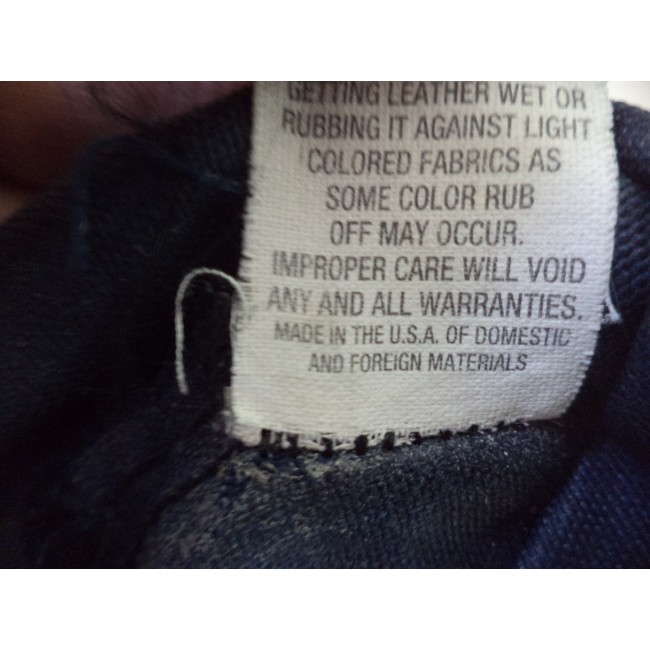 GETTING LEATHER WET OR
RUBBING IT AGAINST LIGHT
COLORED FABRICS AS
SOME COLOR RUB
OFF MAY OCCUR.
IMPROPER CARE WILL VOID
ANY AND ALL WARRANTIES.
MADE IN THE U.S.A. OF DOMESTIC
AND FOREIGN MATERIALS